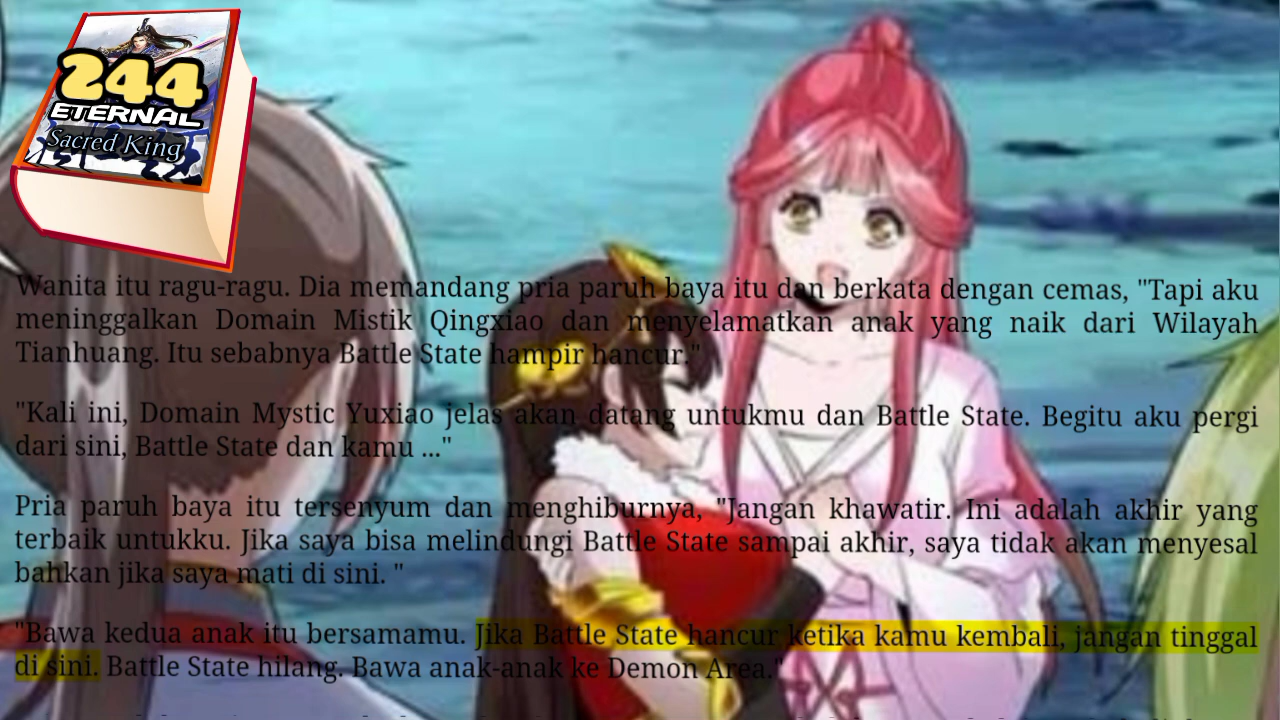 244
ETERNAL
Sacred King
Wanita itu ragu-ragu. Dia memandang pria paruh baya itu dan berkata dengan cemas, "Tapi aku
meninggalkan Domain Mistik Qingxiao dan menyelamatkan anak yang naik dari Wilayah
Tianhuang. Itu sebabnya Battle State hampir hancur."
"Kali ini, Domain Mystic Yuxiao jelas akan datang untukmu dan Battle State. Begitu aku pergi
dari sini, Battle State dan kamu ..."
Pria paruh baya itu tersenyum dan menghiburnya, "Jangan khawatir. Ini adalah akhir yang
terbaik untukku. Jika saya bisa melindungi Battle State sampai akhir, saya tidak akan menyesal
bahkan jika saya mati di sini. "
"Bawa kedua anak itu bersamamu. Jika Battle State hancur ketika kamu kembali, jangan tinggal
di sini. Battle State hilang. Bawa anak-anak ke Demon Area."